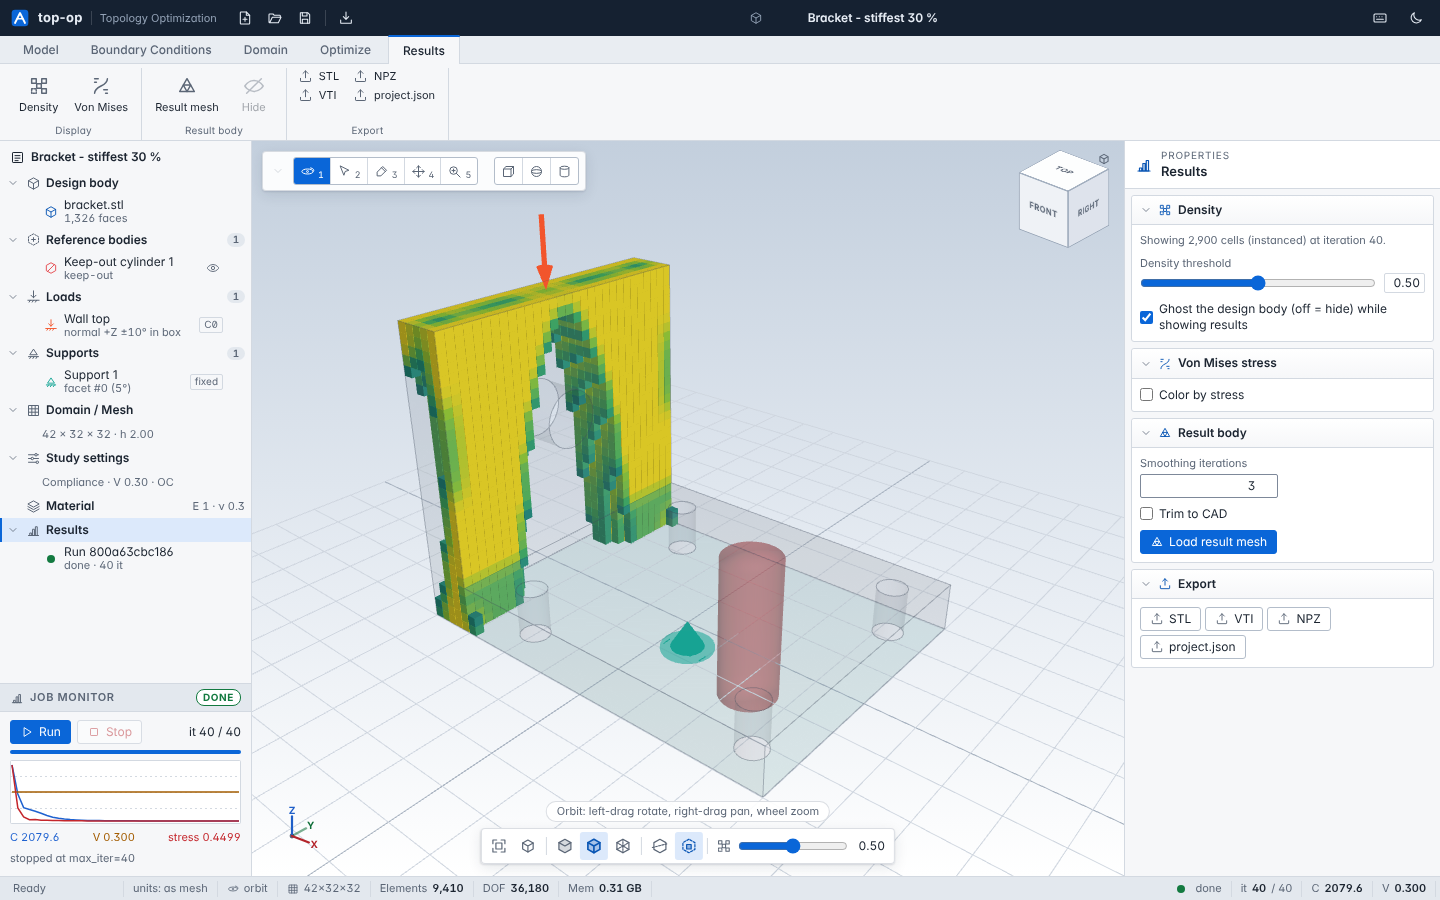 top-op Topology Optimization Bracket - stiffest 30 %
Model Boundary Conditions Domain Optimize Results
Density Von Mises Result mesh Hide STL NPZ
VTI project.json
Display Result body Export
Bracket - stiffest 30 %
Design body
bracket.stl
1,326 faces
Reference bodies 1
Keep-out cylinder 1
keep-out
Loads 1
Wall top
normal +Z ±10° in box C0
Supports 1
Support 1
facet #0 (5°) fixed
Domain / Mesh
42 × 32 × 32 · h 2.00
Study settings
Compliance · V 0.30 · OC
Material E 1 · ν 0.3
Results
Run 800a63cbc186
done · 40 it
JOB MONITOR DONE
Run Stop it 40 / 40
C 2079.6 V 0.300 stress 0.4499
stopped at max_iter=40
1 2 3 4 5
TOP
FRONT RIGHT
Z
Y
X
Orbit: left-drag rotate, right-drag pan, wheel zoom
0.50
PROPERTIES
Results
Density
Showing 2,900 cells (instanced) at iteration 40.
Density threshold
0.50
Ghost the design body (off = hide) while
showing results
Von Mises stress
Color by stress
Result body
Smoothing iterations
3
Trim to CAD
Load result mesh
Export
STL VTI NPZ
project.json
Ready units: as mesh orbit 42×32×32 Elements 9,410 DOF 36,180 Mem 0.31 GB done it 40 / 40 C 2079.6 V 0.300